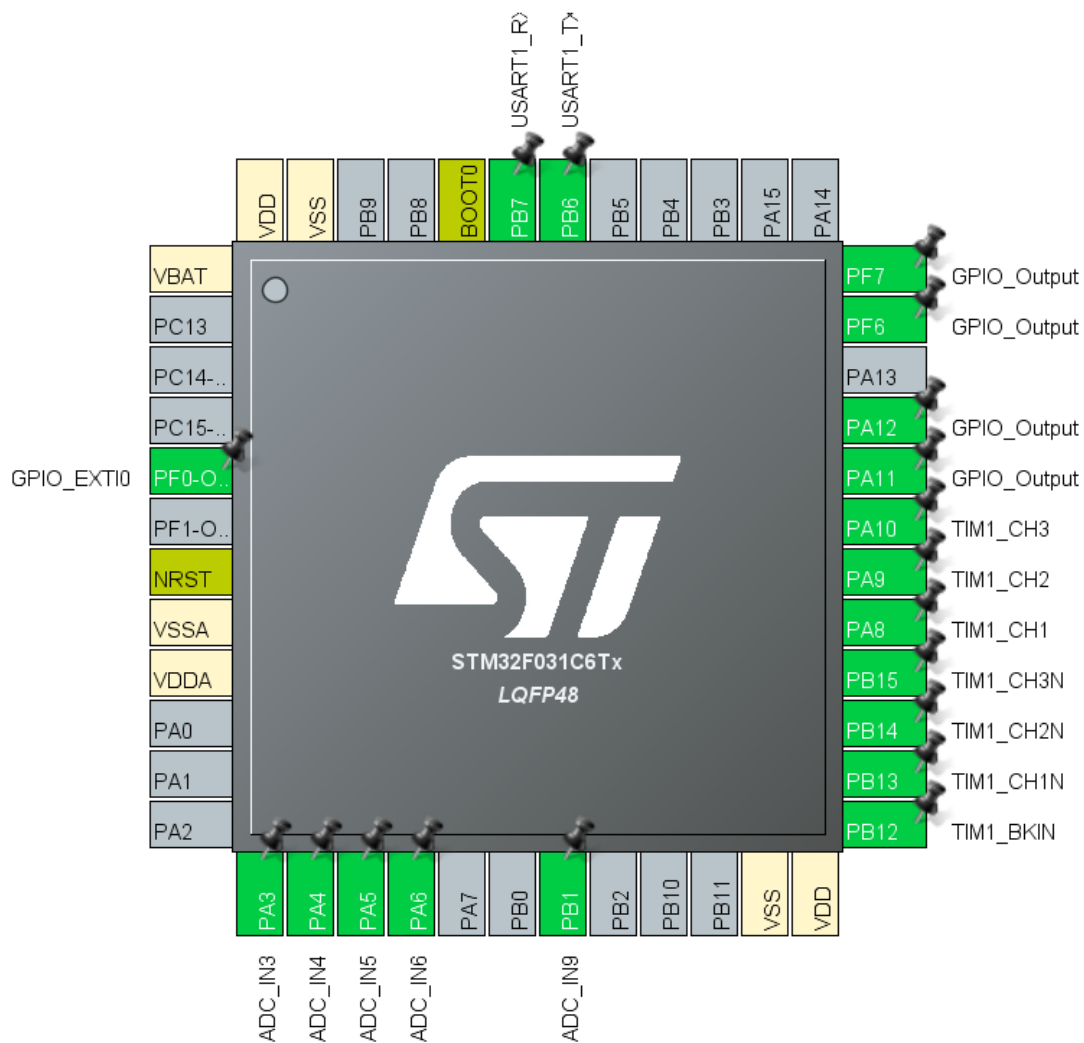 USART1_RX
USART1_Tx
VDD
VSS
PB9
PB8
BOOT0
PB7
PB6
PB5
PB4
PB3
PA15
PA14
VBAT
PC13
PC14-..
PC15-..
GPIO_EXTI0 PF0-O..
PF1-O..
NRST
VSSA
VDDA
PA0
PA1
PA2
PF7 GPIO_Output
PF6 GPIO_Output
PA13
PA12 GPIO_Output
PA11 GPIO_Output
PA10 TIM1_CH3
PA9 TIM1_CH2
PA8 TIM1_CH1
PB15 TIM1_CH3N
PB14 TIM1_CH2N
PB13 TIM1_CH1N
PB12 TIM1_BKIN
ST
STM32F031C6Tx
LQFP48
PA3
PA4
PA5
PA6
PA7
PB0
PB1
PB2
PB10
PB11
VSS
VDD
ADC_IN3
ADC_IN4
ADC_IN5
ADC_IN6
ADC_IN9